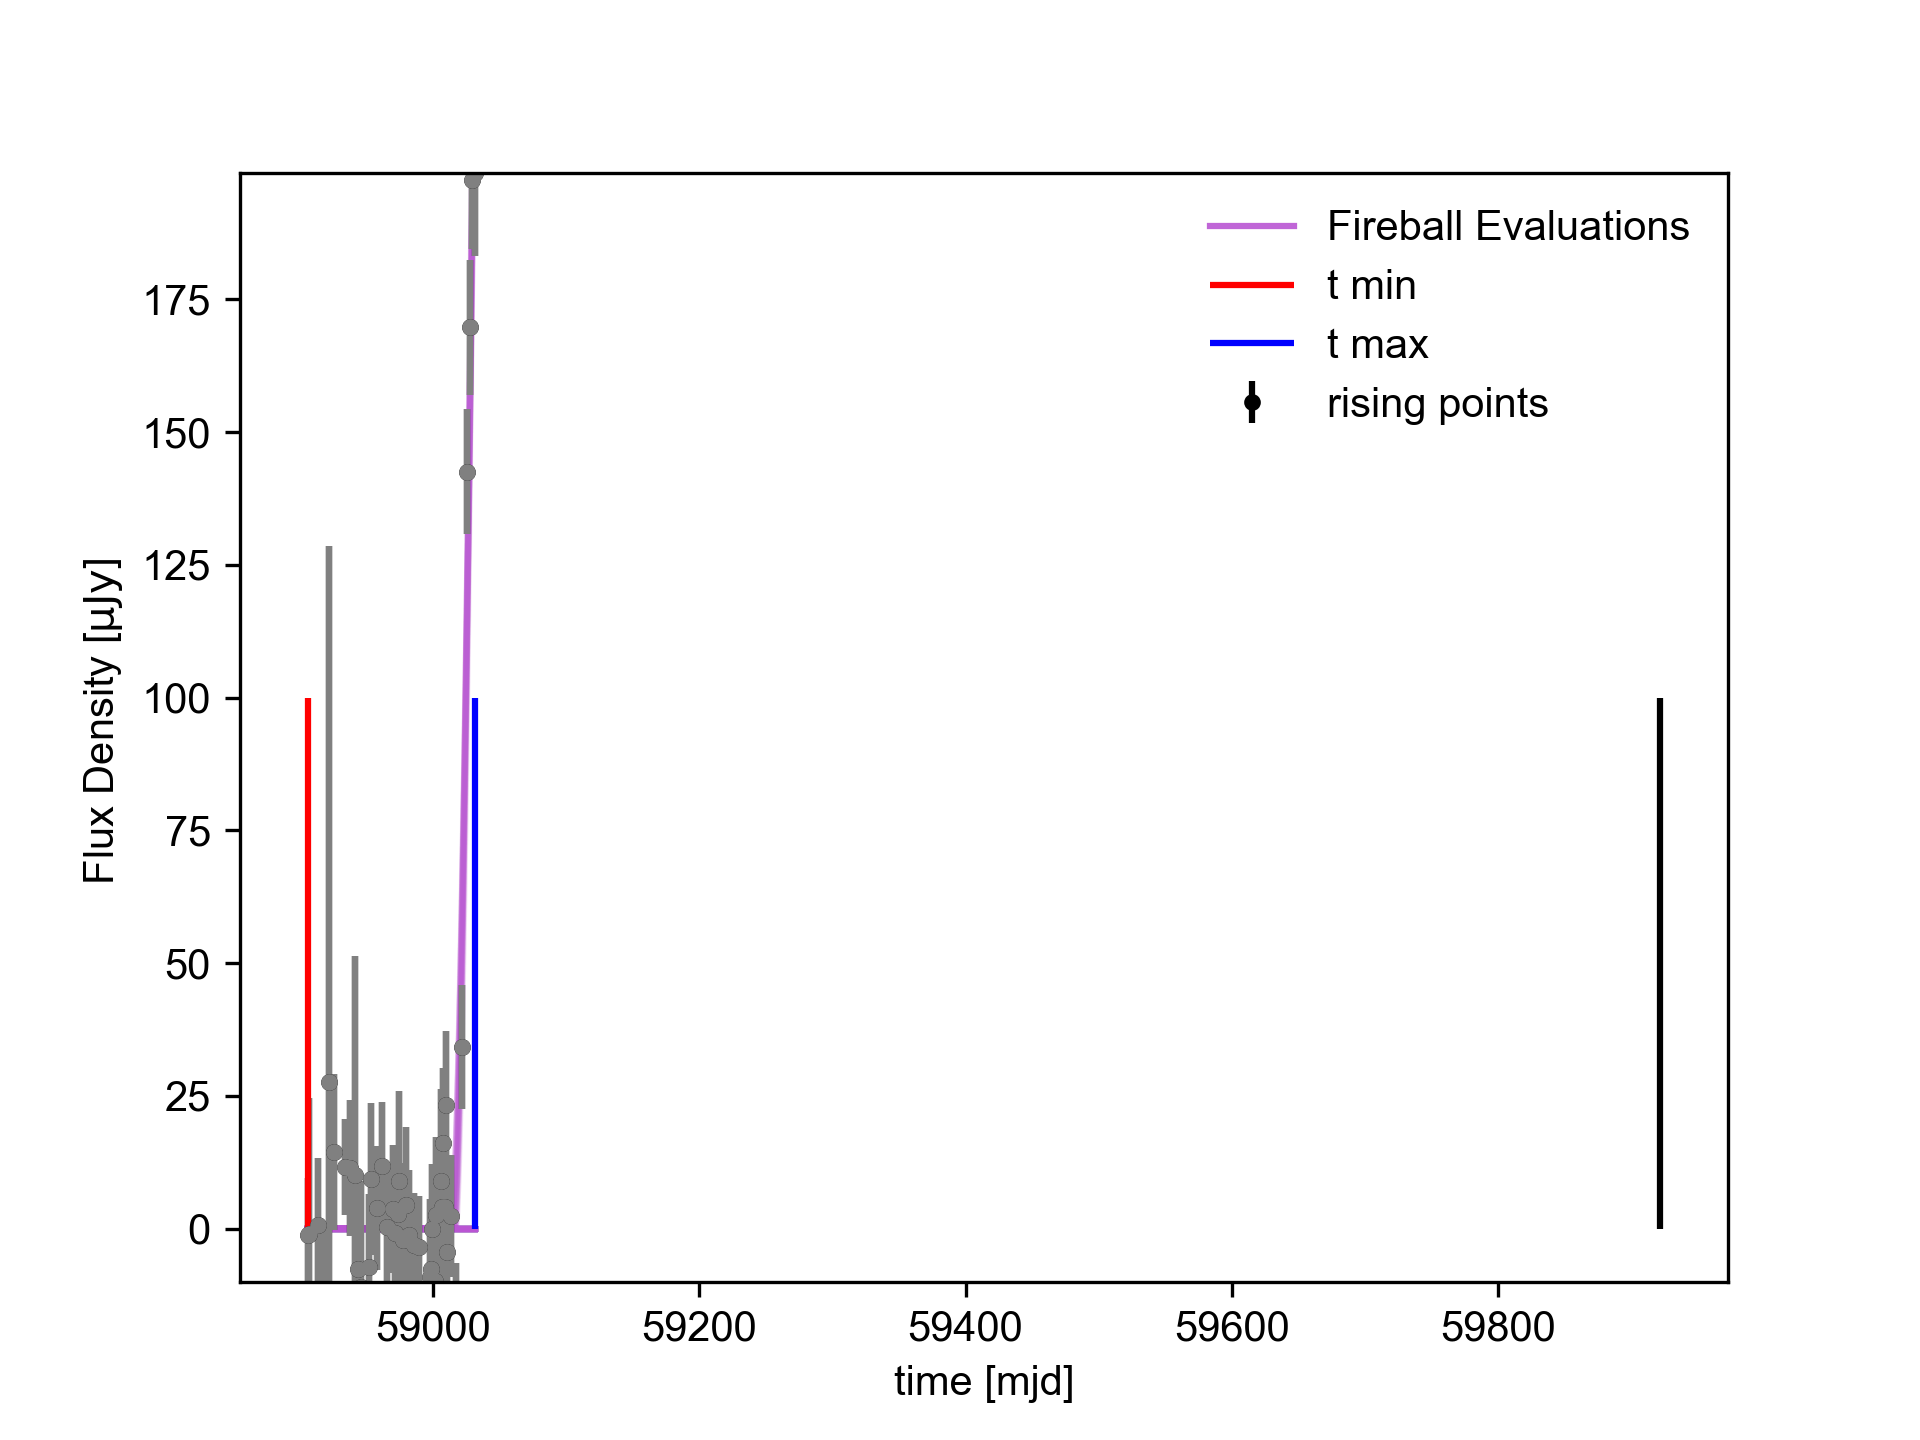 Fireball Evaluations
t min
t max
rising points
175
150
125
100
75
50
25
0
Flux Density [µJy]
59000 59200 59400 59600 59800
time [mjd]